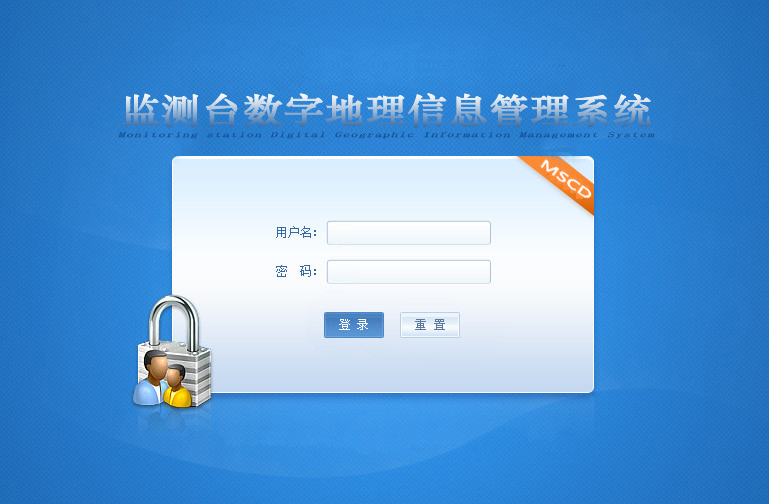 监测台数字地理信息管理系统
Monitoring station Digital Geographic Information Management System
MSCD
用户名:
密 码:
登 录 重 置